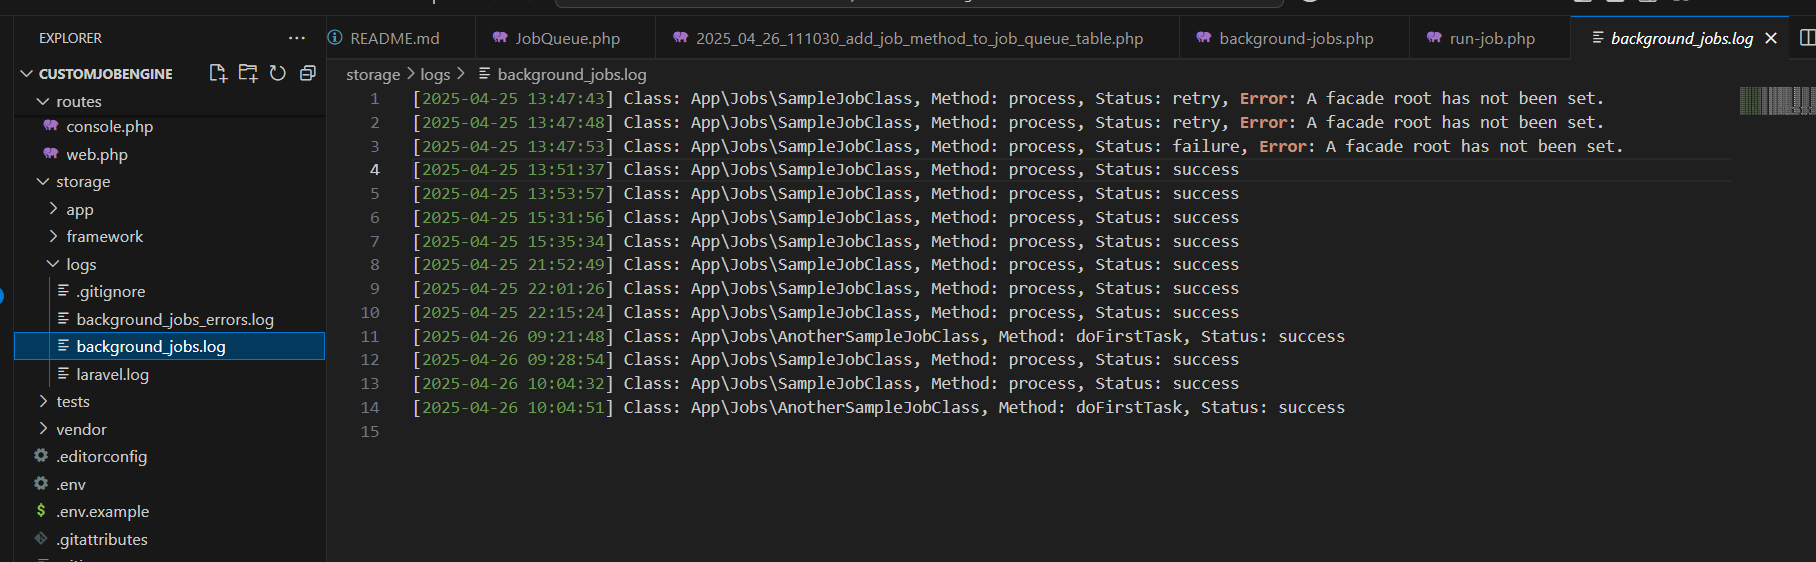 EXPLORER
README.md
JobQueue.php
2025_04_26_111030_add_job_method_to_job_queue_table.php
background-jobs.php
run-job.php
background_jobs.log
CUSTOMJOBENGINE
routes
console.php
web.php
storage
app
framework
logs
.gitignore
background_jobs_errors.log
background_jobs.log
laravel.log
tests
vendor
.editorconfig
.env
.env.example
.gitattributes
storage > logs > background_jobs.log
1 [2025-04-25 13:47:43] Class: App\Jobs\SampleJobClass, Method: process, Status: retry, Error: A facade root has not been set.
2 [2025-04-25 13:47:48] Class: App\Jobs\SampleJobClass, Method: process, Status: retry, Error: A facade root has not been set.
3 [2025-04-25 13:47:53] Class: App\Jobs\SampleJobClass, Method: process, Status: failure, Error: A facade root has not been set.
4 [2025-04-25 13:51:37] Class: App\Jobs\SampleJobClass, Method: process, Status: success
5 [2025-04-25 13:53:57] Class: App\Jobs\SampleJobClass, Method: process, Status: success
6 [2025-04-25 15:31:56] Class: App\Jobs\SampleJobClass, Method: process, Status: success
7 [2025-04-25 15:35:34] Class: App\Jobs\SampleJobClass, Method: process, Status: success
8 [2025-04-25 21:52:49] Class: App\Jobs\SampleJobClass, Method: process, Status: success
9 [2025-04-25 22:01:26] Class: App\Jobs\SampleJobClass, Method: process, Status: success
10 [2025-04-25 22:15:24] Class: App\Jobs\SampleJobClass, Method: process, Status: success
11 [2025-04-26 09:21:48] Class: App\Jobs\AnotherSampleJobClass, Method: doFirstTask, Status: success
12 [2025-04-26 09:28:54] Class: App\Jobs\SampleJobClass, Method: process, Status: success
13 [2025-04-26 10:04:32] Class: App\Jobs\SampleJobClass, Method: process, Status: success
14 [2025-04-26 10:04:51] Class: App\Jobs\AnotherSampleJobClass, Method: doFirstTask, Status: success
15